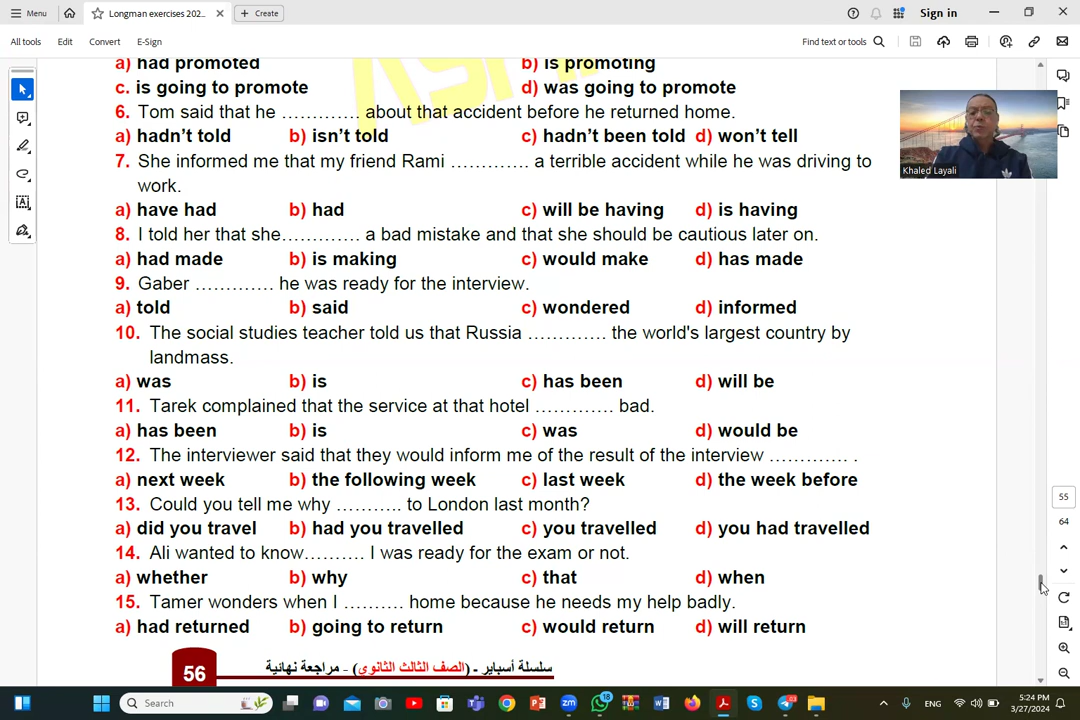 Menu
Longman exercises 202...
Create
Sign in
All tools
Edit
Convert
E-Sign
Find text or tools
a) had promoted b) is promoting
c. is going to promote d) was going to promote
6. Tom said that he …………. about that accident before he returned home.
a) hadn't told b) isn't told c) hadn't been told d) won't tell
7. She informed me that my friend Rami …………. a terrible accident while he was driving to
work.
a) have had b) had c) will be having d) is having
8. I told her that she…………. a bad mistake and that she should be cautious later on.
a) had made b) is making c) would make d) has made
9. Gaber …………. he was ready for the interview.
a) told b) said c) wondered d) informed
10. The social studies teacher told us that Russia …………. the world's largest country by
landmass.
a) was b) is c) has been d) will be
11. Tarek complained that the service at that hotel …………. bad.
a) has been b) is c) was d) would be
12. The interviewer said that they would inform me of the result of the interview …………. .
a) next week b) the following week c) last week d) the week before
13. Could you tell me why ……….. to London last month?
a) did you travel b) had you travelled c) you travelled d) you had travelled
14. Ali wanted to know………. I was ready for the exam or not.
a) whether b) why c) that d) when
15. Tamer wonders when I ………. home because he needs my help badly.
a) had returned b) going to return c) would return d) will return
56
سلسلة أسباير - (الصف الثالث الثانوي) - مراجعة نهائية
Khaled Layali
55
64
Search
18
ENG
5:24 PM
3/27/2024